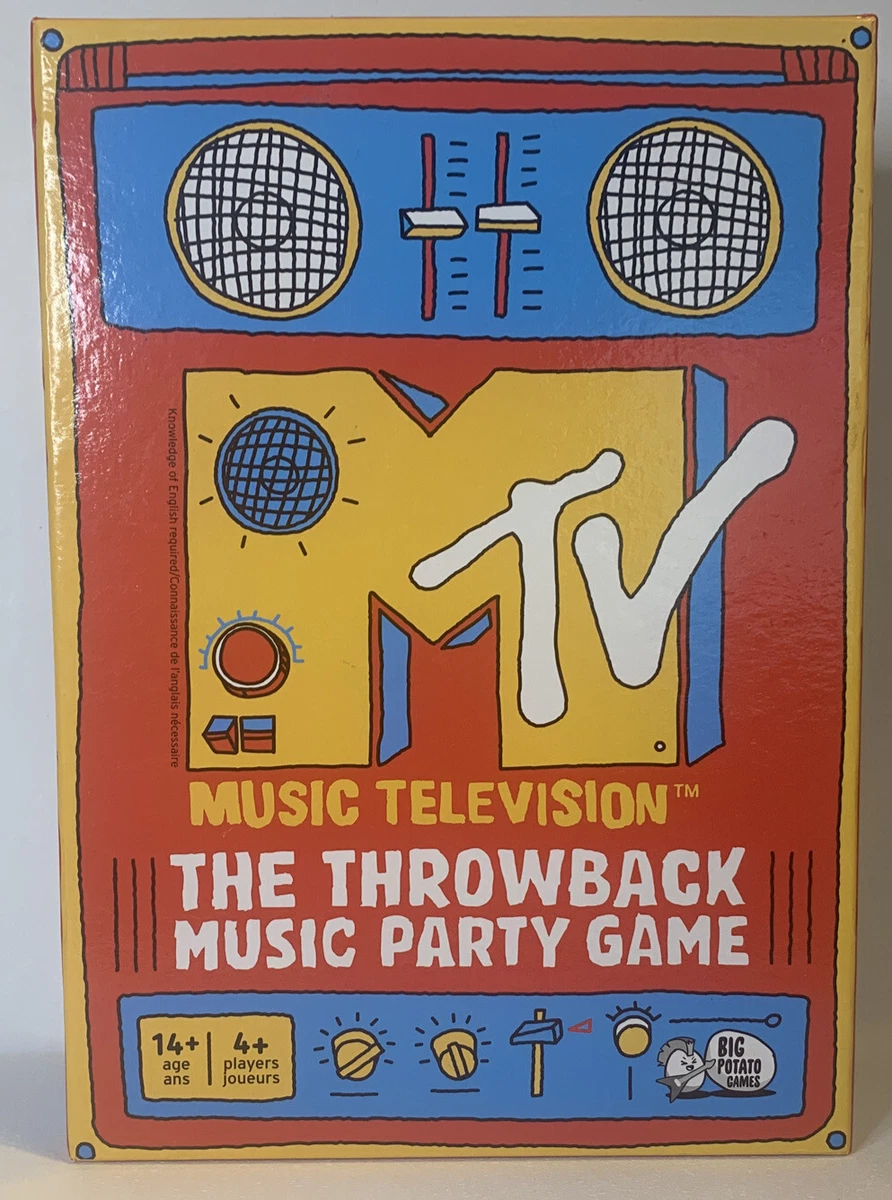 Knowledge of English required/Connaissance de l'anglais nécessaire
MTV
MUSIC TELEVISION™
THE THROWBACK
MUSIC PARTY GAME
14+
age
ans
4+
players
joueurs
BIG
POTATO
GAMES